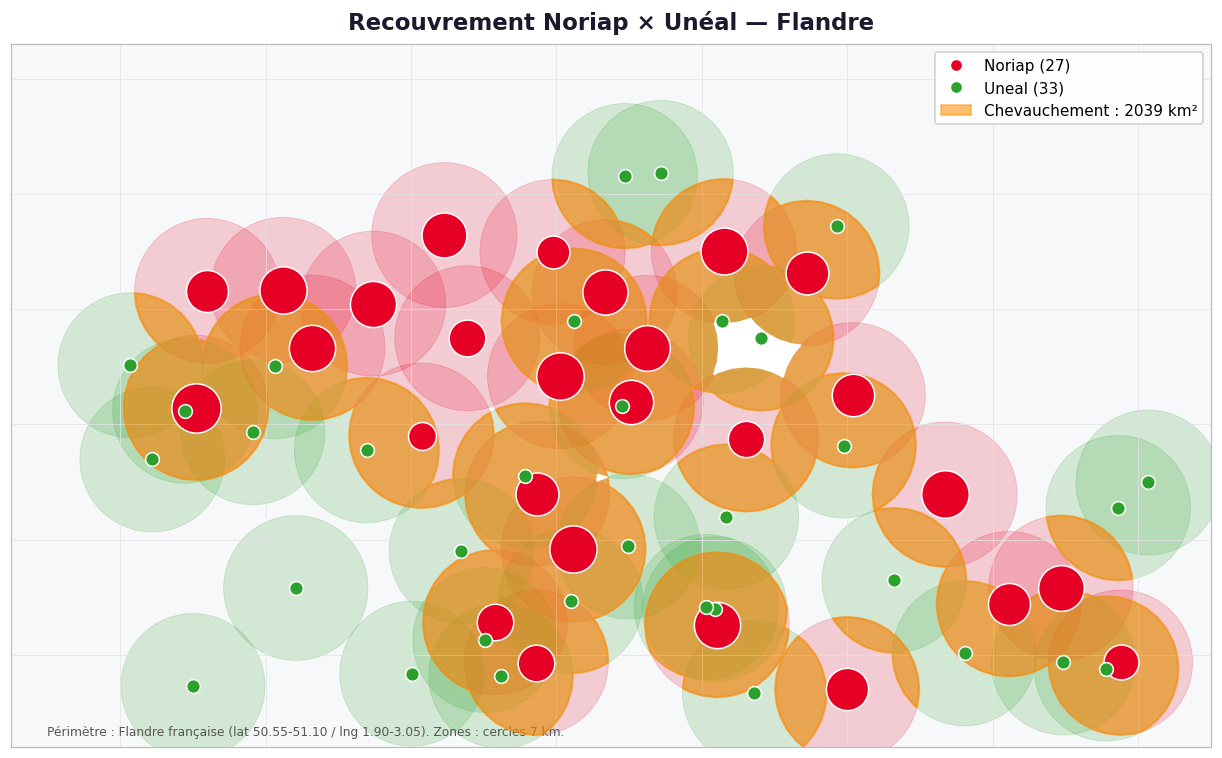 Recouvrement Noriap × Unéal — Flandre
Noriap (27)
Uneal (33)
Chevauchement : 2039 km²
Périmètre : Flandre française (lat 50.55-51.10 / lng 1.90-3.05). Zones : cercles 7 km.